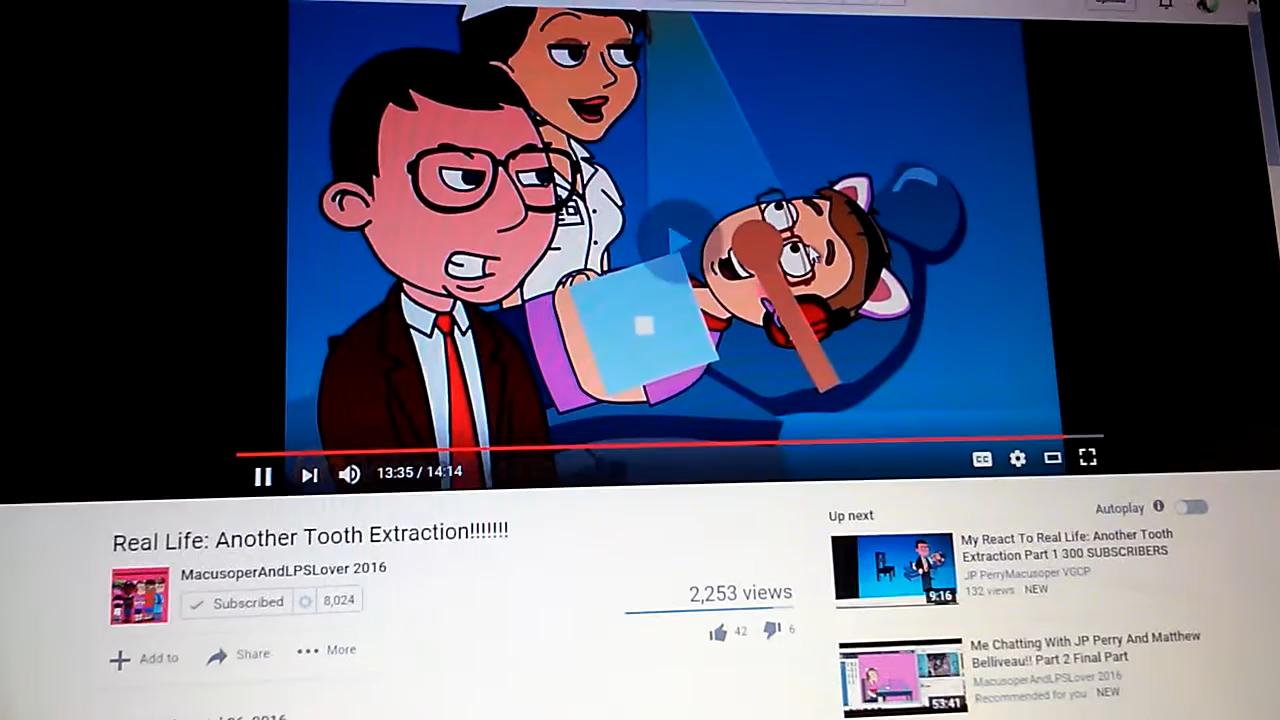 CC
13:35 / 14:14
Real Life: Another Tooth Extraction!!!!!!!
MacusoperAndLPSLover 2016
Subscribed 8,024
2,253 views
42 6
Add to Share More
Up next
Autoplay
My React To Real Life: Another Tooth
Extraction Part 1 300 SUBSCRIBERS
JP PerryMacusoper VGCP
132 views NEW
9:16
Me Chatting With JP Perry And Matthew
Belliveau!! Part 2 Final Part
MacusoperAndLPSLover 2016
Recommended for you NEW
53:41